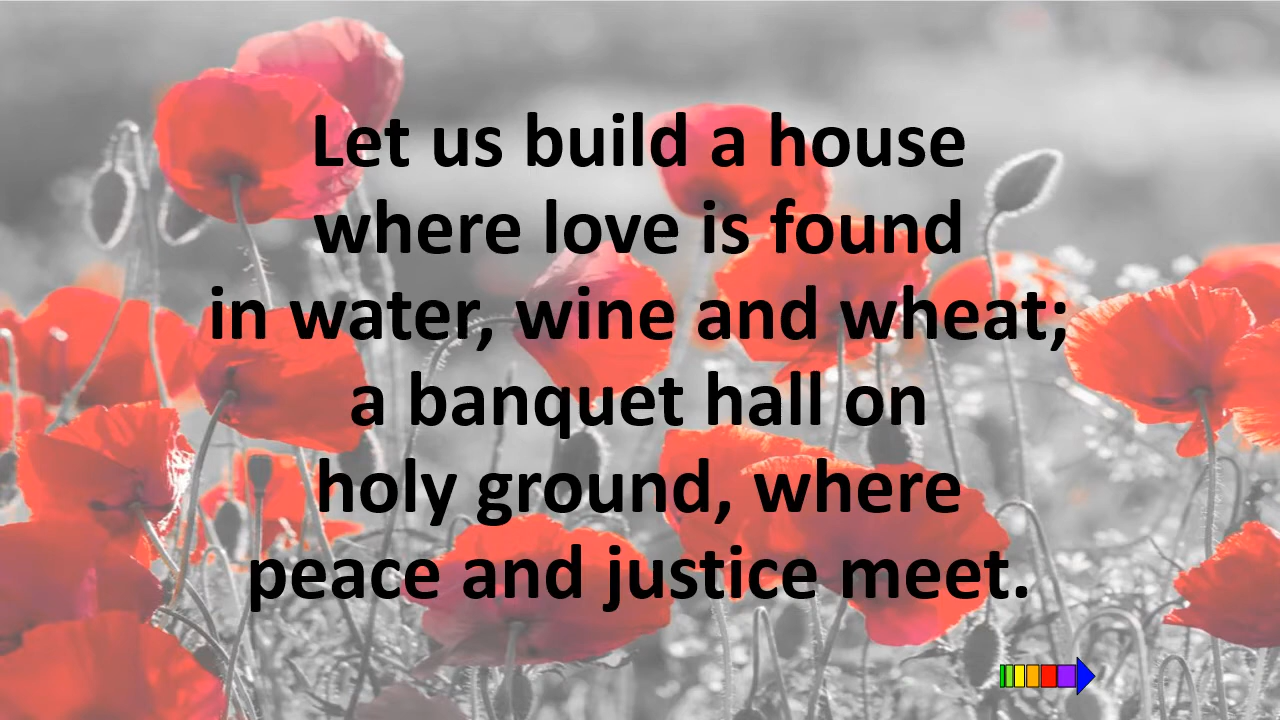 Let us build a house
where love is found
in water, wine and wheat;
a banquet hall on
holy ground, where
peace and justice meet.